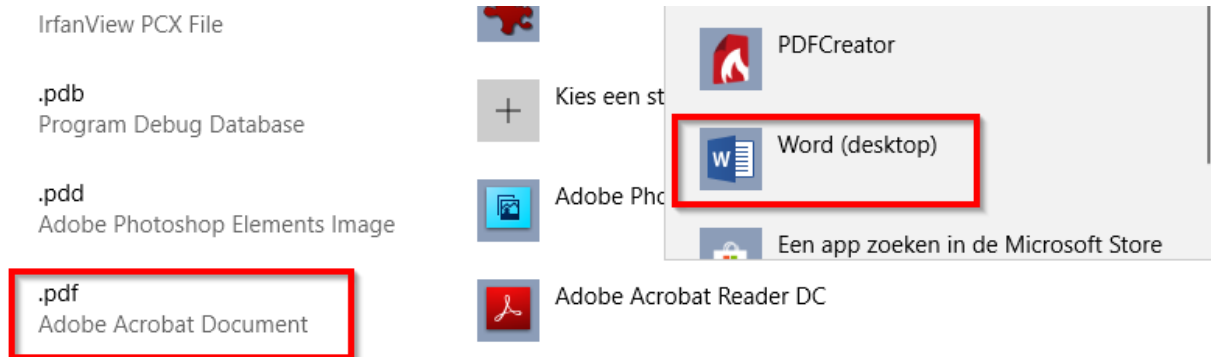 IrfanView PCX File
.pdb
Program Debug Database
Kies een st
.pdd
Adobe Photoshop Elements Image
Adobe Pho
.pdf
Adobe Acrobat Document
Adobe Acrobat Reader DC
PDFCreator
W
Word (desktop)
Een app zoeken in de Microsoft Store